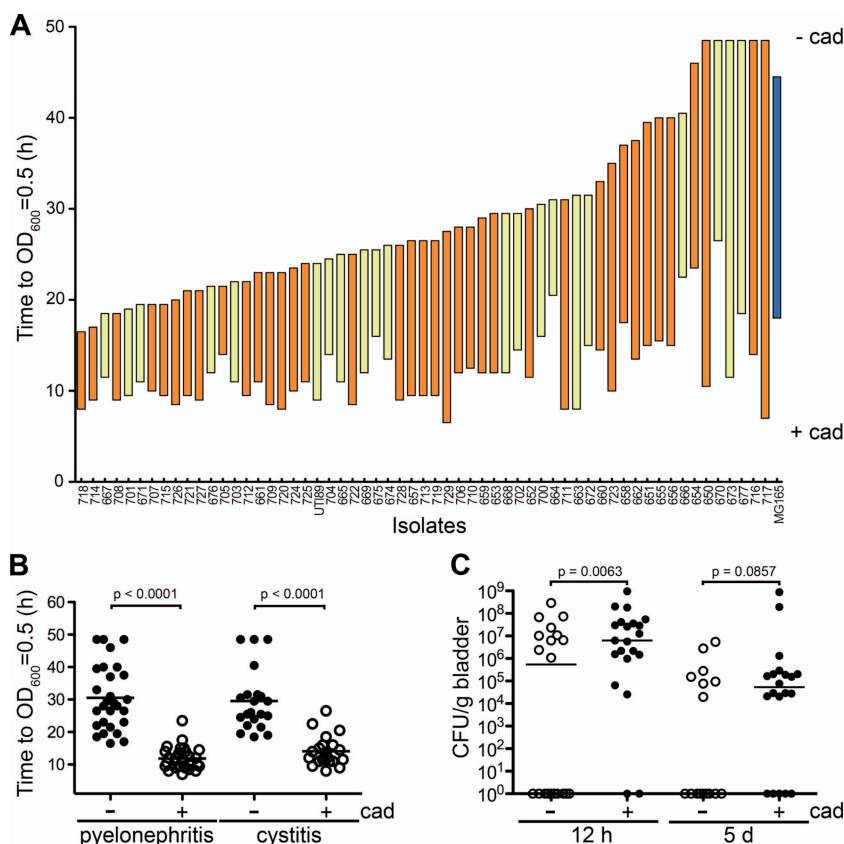 A
50
- cad
40
30
20
10
+ cad
0
Time to OD600=0.5 (h)
718 714 667 708 701 671 707 715 726 721 727 676 705 703 712 661 709 720 724 725 UTI89 704 665 722 669 675 674 728 657 713 719 729 706 710 659 653 668 702 652 700 664 711 663 672 660 723 658 662 651 655 656 666 654 650 670 673 677 716 717 MG165
Isolates
B
60
50
40
30
20
10
Time to OD600=0.5 (h)
p < 0.0001
p < 0.0001
- + - + cad
pyelonephritis cystitis
C
10^9
10^8
10^7
10^6
10^5
10^4
10^3
10^2
10^1
10^0
CFU/g bladder
p = 0.0063
p = 0.0857
- + - + cad
12 h 5 d